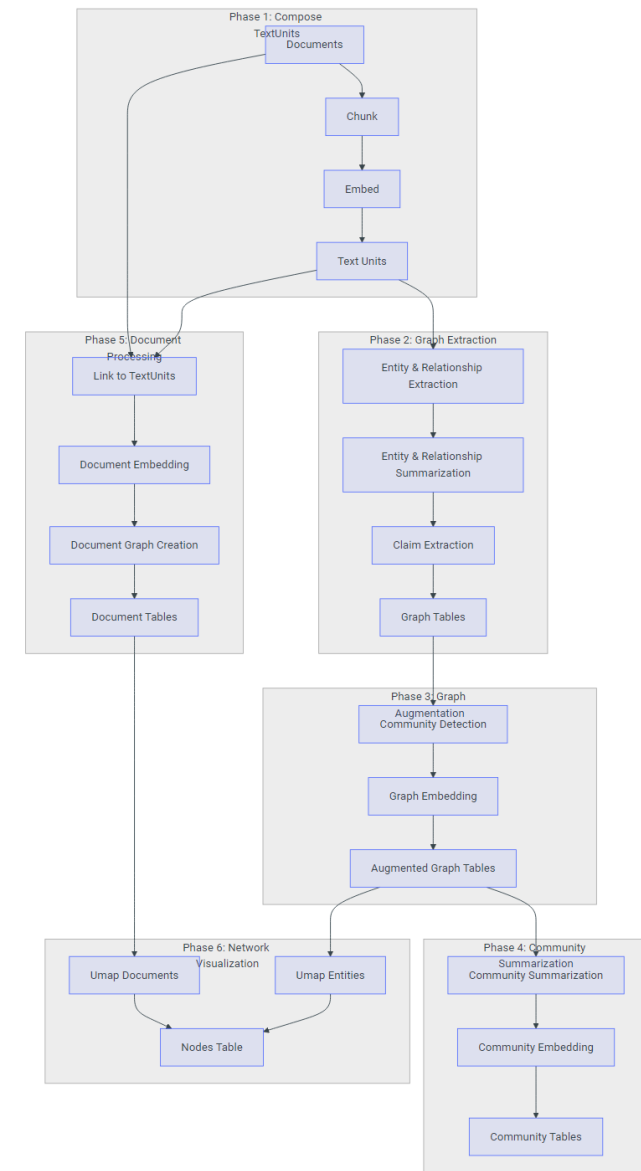 Phase 1: Compose
TextUnits
Documents
Chunk
Embed
Text Units
Phase 5: Document
Processing
Link to TextUnits
Document Embedding
Document Graph Creation
Document Tables
Phase 2: Graph Extraction
Entity & Relationship
Extraction
Entity & Relationship
Summarization
Claim Extraction
Graph Tables
Phase 3: Graph
Augmentation
Community Detection
Graph Embedding
Augmented Graph Tables
Phase 6: Network
Visualization
Umap Documents
Umap Entities
Nodes Table
Phase 4: Community
Summarization
Community Summarization
Community Embedding
Community Tables